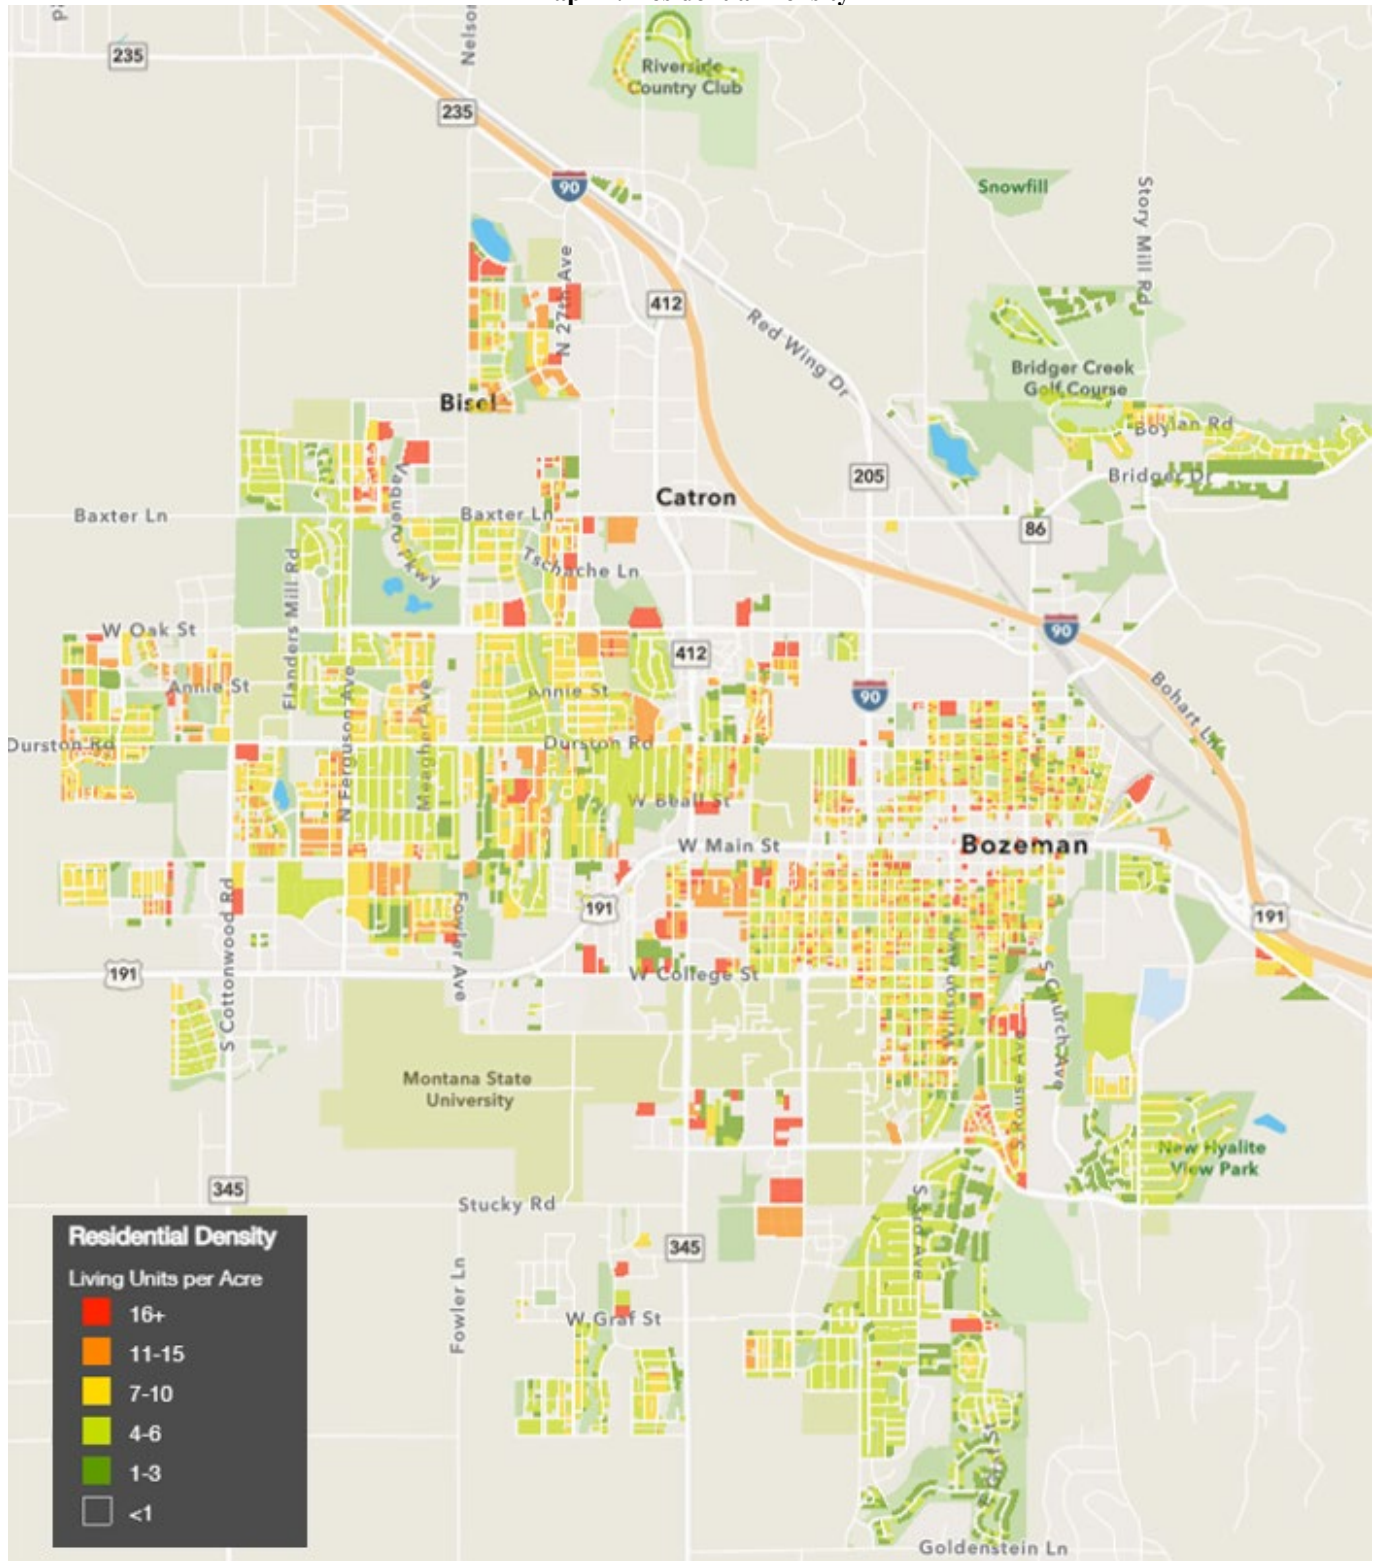 235
Nelson
Riverside
Country Club
235
90
Snowfill
Story Mill Rd
N 27th Ave
412
Red Wing Dr
Bridger Creek
Golf Course
Bisel
Boylan Rd
205
Bridger Dr
Catron
Baxter Ln
Vaquero Pkwy
Baxter Ln
86
Tschache Ln
Flanders Mill Rd
W Oak St
90
412
Annie St
Annie St
90
Bohart Ln
N Ferguson Ave
Meagher Ave
Durston Rd
Durston Rd
W Beall St
W Main St
Bozeman
191
191
Fowler Ave
S Cottonwood Rd
191
W College St
S Willson Ave
S Church Ave
S Rouse Ave
Montana State
University
New Hyalite
View Park
345
Stucky Rd
S 3rd Ave
345
Fowler Ln
W Graf St
Goldenstein Ln
Residential Density
Living Units per Acre
16+
11-15
7-10
4-6
1-3
<1